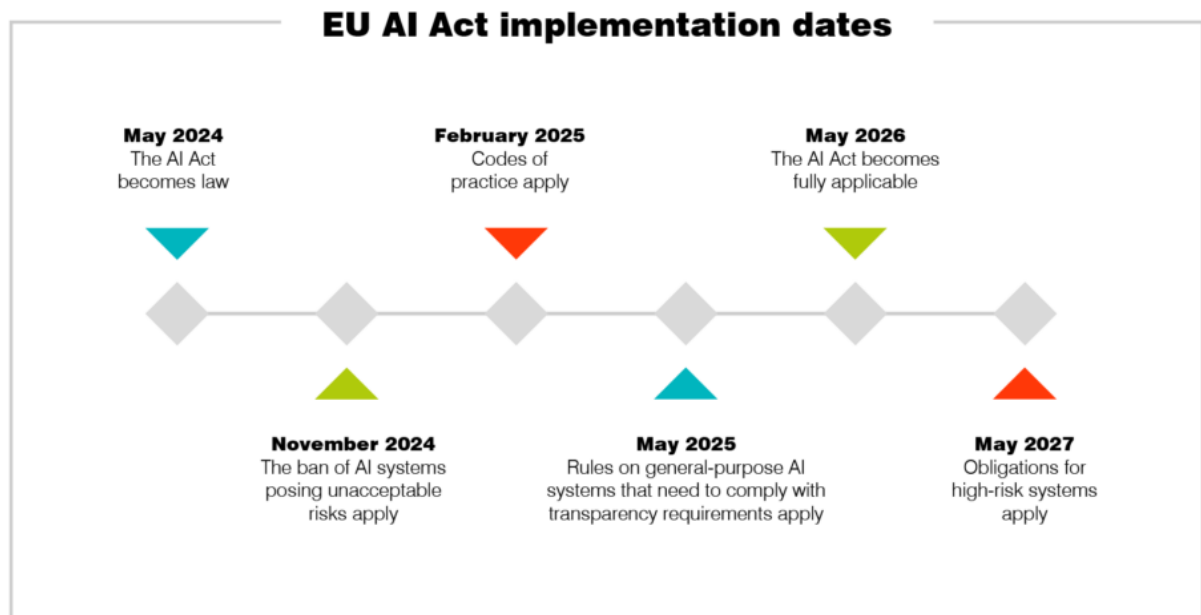 EU AI Act implementation dates
May 2024
The AI Act
becomes law
November 2024
The ban of AI systems
posing unacceptable
risks apply
February 2025
Codes of
practice apply
May 2025
Rules on general-purpose AI
systems that need to comply with
transparency requirements apply
May 2026
The AI Act becomes
fully applicable
May 2027
Obligations for
high-risk systems
apply